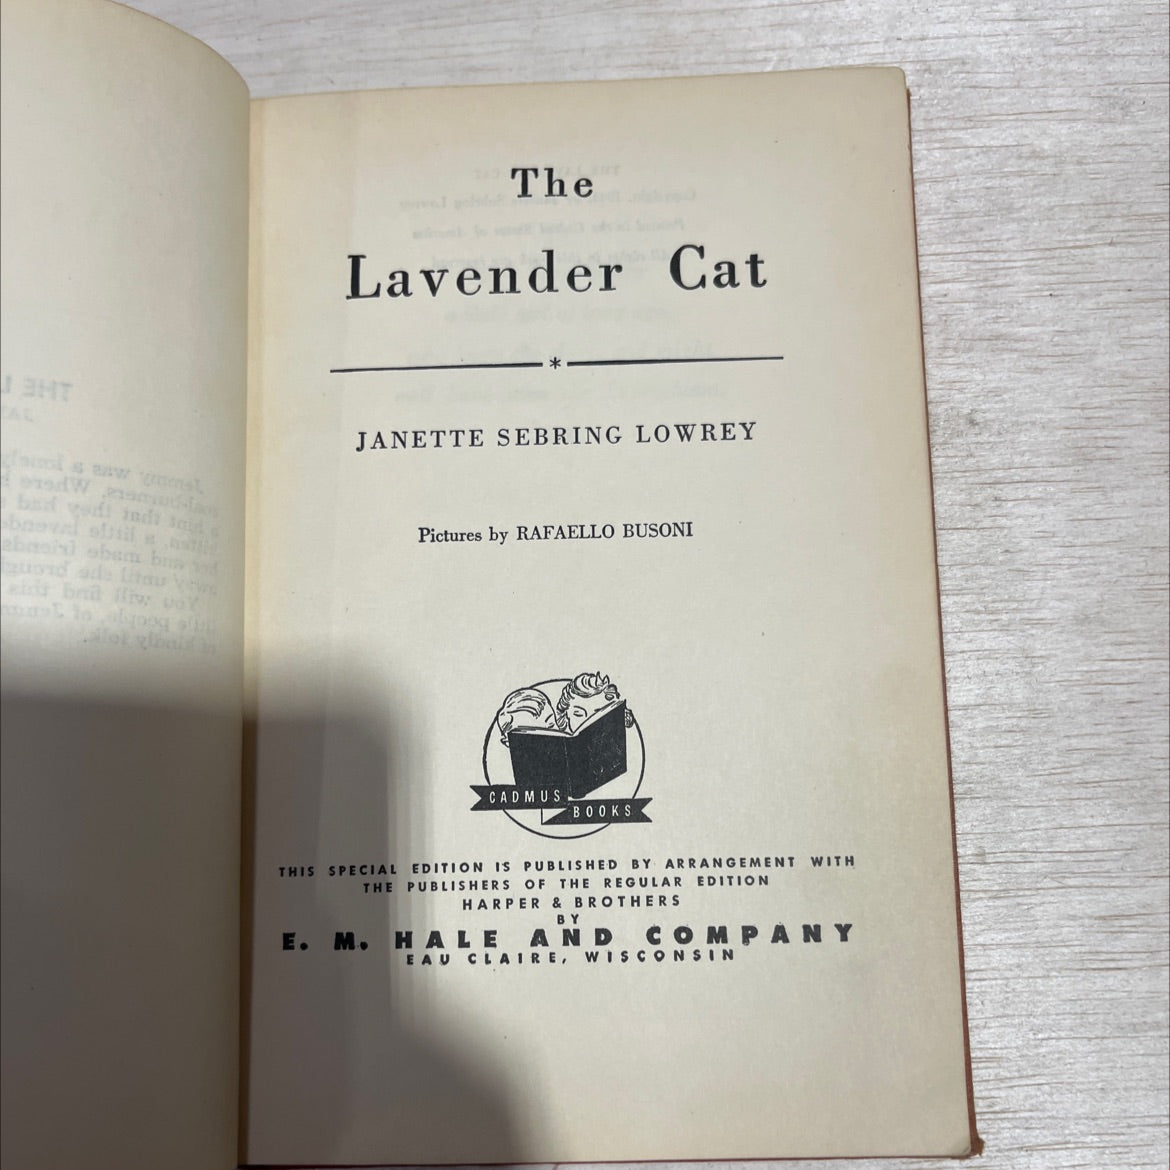 The
Lavender Cat
*
JANETTE SEBRING LOWREY
Pictures by RAFAELLO BUSONI
CADMUS
BOOKS
THIS SPECIAL EDITION IS PUBLISHED BY ARRANGEMENT WITH
THE PUBLISHERS OF THE REGULAR EDITION
HARPER & BROTHERS
BY
E. M. HALE AND COMPANY
EAU CLAIRE, WISCONSIN